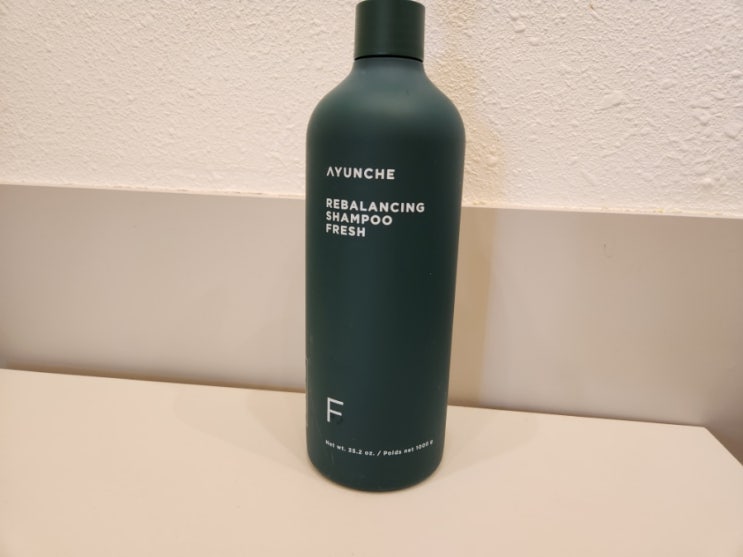 AYUNCHE
REBALANCING
SHAMPOO
FRESH
F
Net wt. 35.2 oz. / Poids net 1000 g